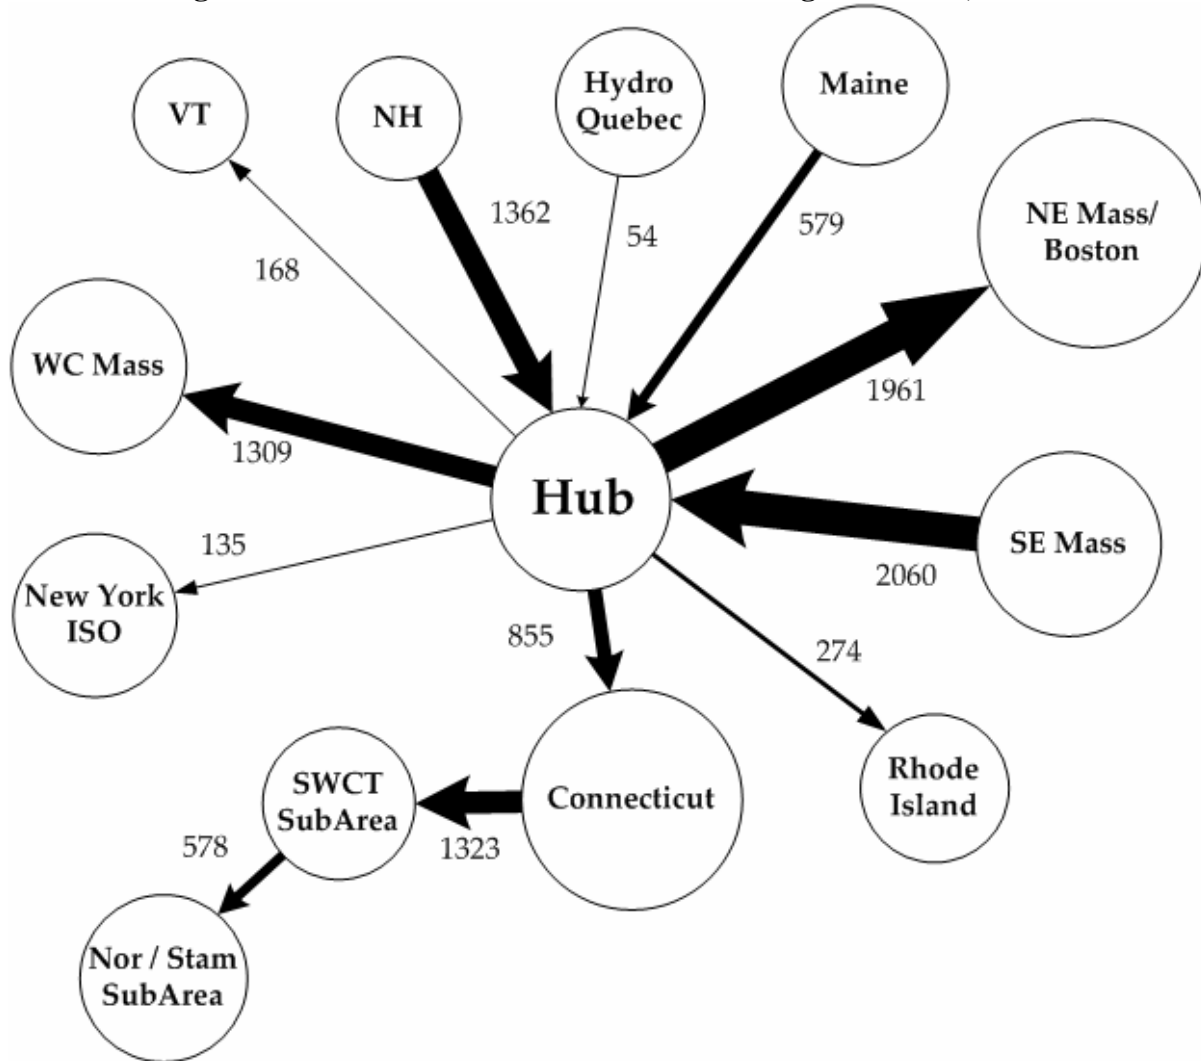 VT
NH
Hydro
Quebec
Maine
NE Mass/
Boston
1362
54
579
168
WC Mass
1961
1309
Hub
SE Mass
135
2060
New York
ISO
855
274
SWCT
SubArea
Connecticut
Rhode
Island
578
1323
Nor / Stam
SubArea